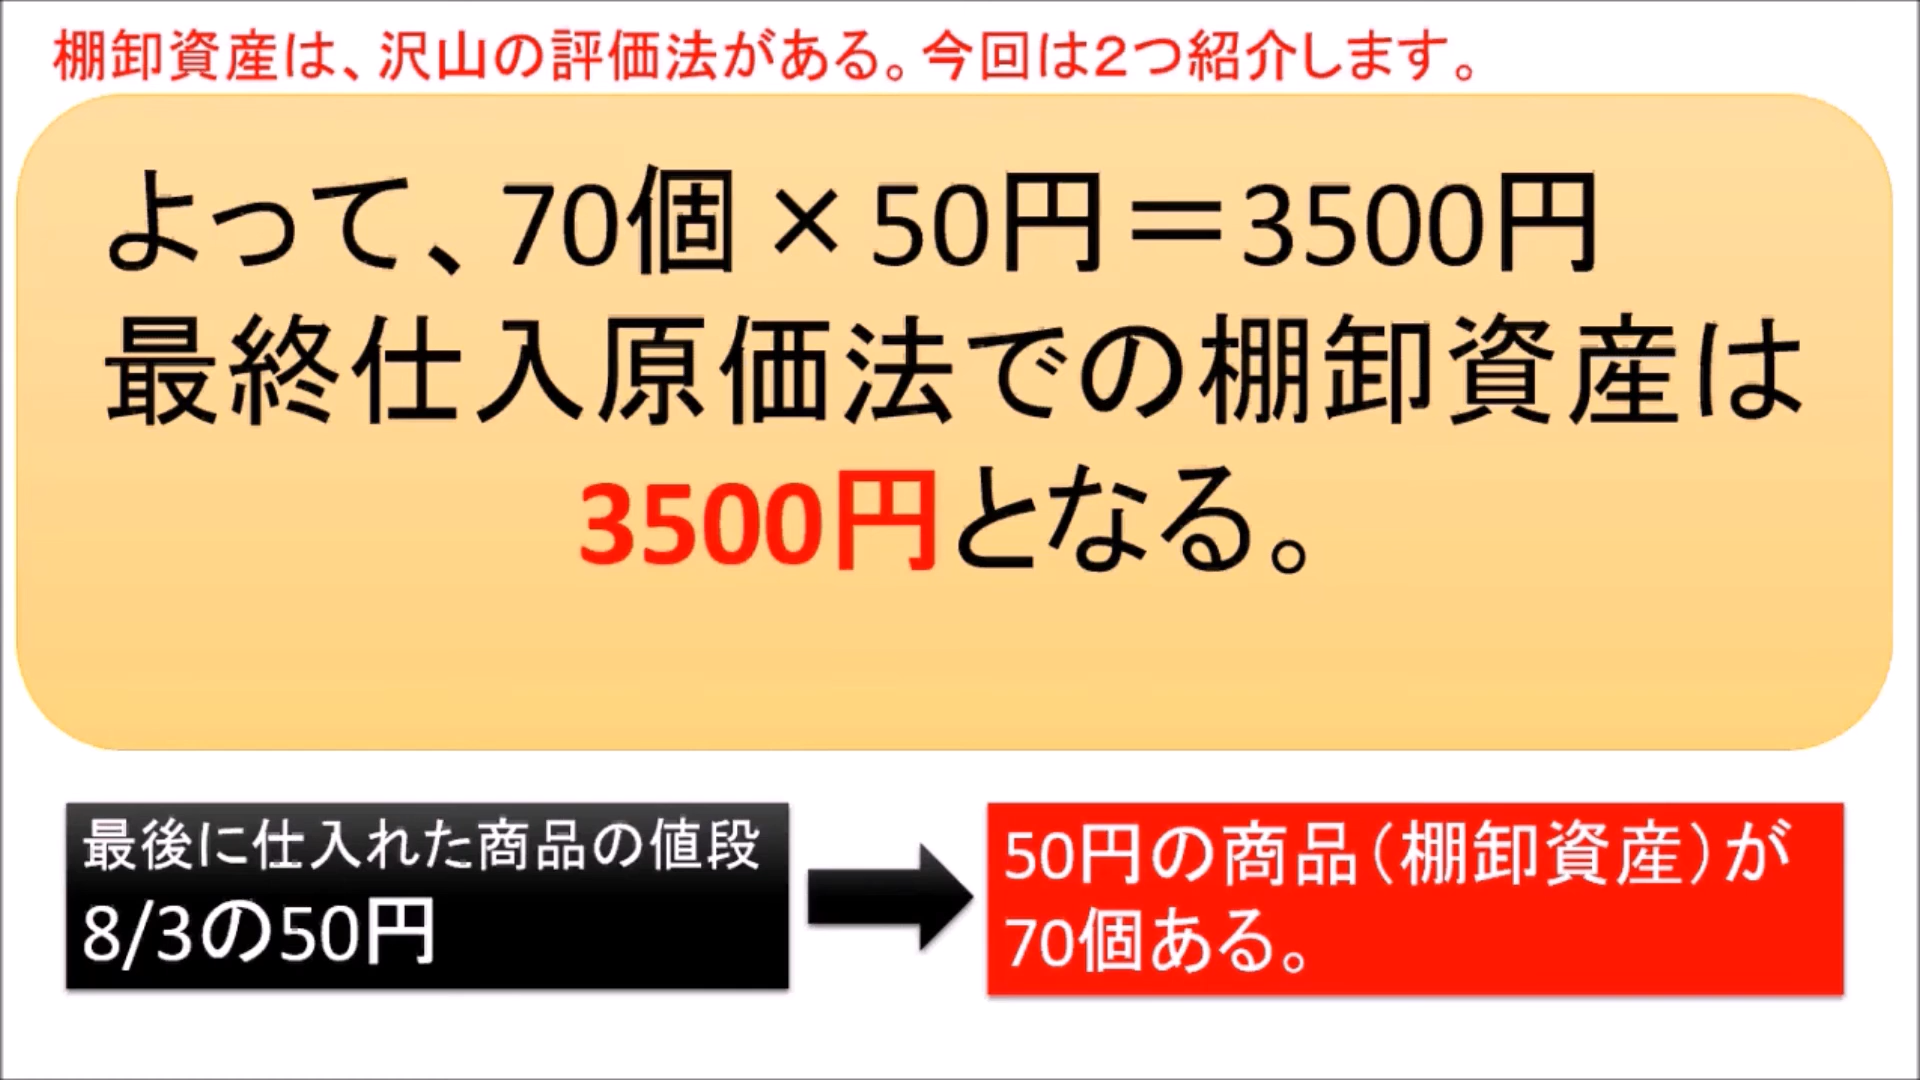 棚卸資産は、沢山の評価法がある。今回は２つ紹介します。
よって、70個×50円＝3500円
最終仕入原価法での棚卸資産は
3500円となる。
最後に仕入れた商品の値段
8/3の50円
50円の商品（棚卸資産）が
70個ある。